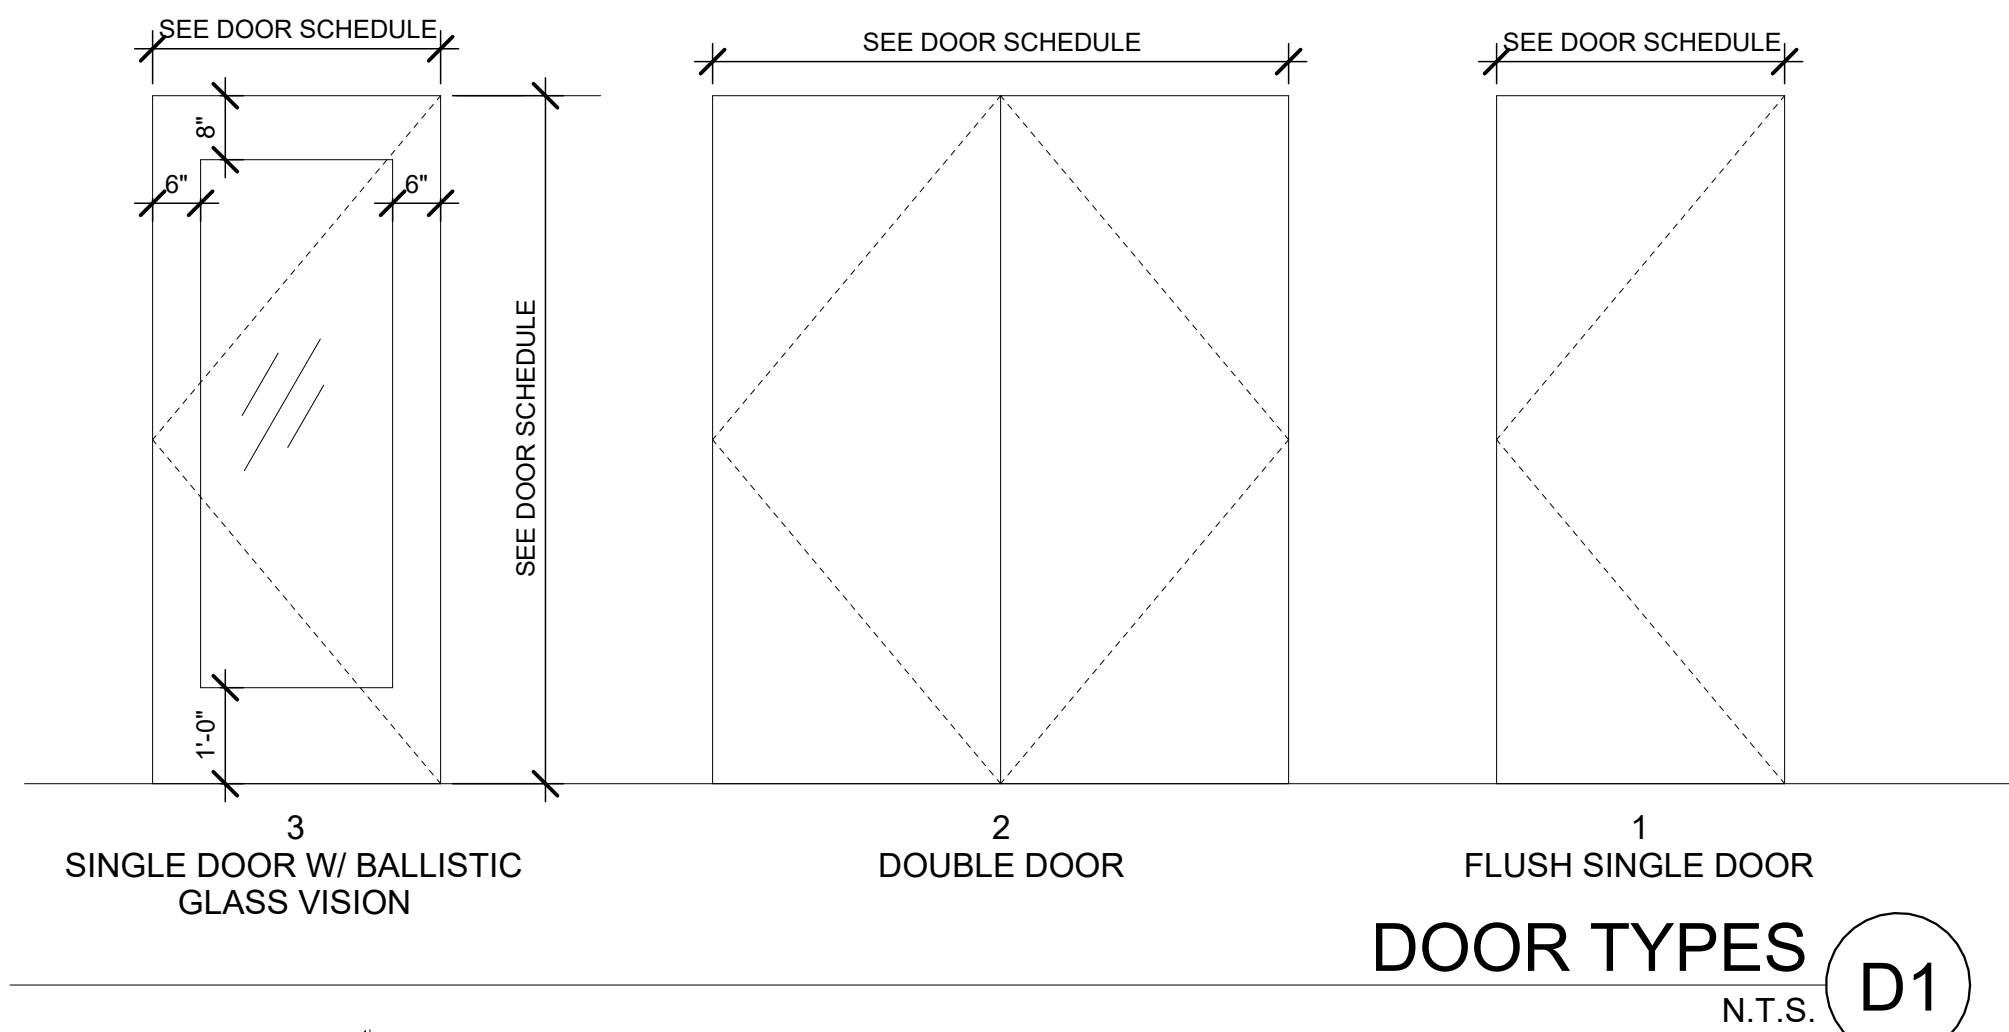 SEE DOOR SCHEDULE
SEE DOOR SCHEDULE
SEE DOOR SCHEDULE
8"
6"
6"
SEE DOOR SCHEDULE
1'-0"
3
SINGLE DOOR W/ BALLISTIC
GLASS VISION
2
DOUBLE DOOR
1
FLUSH SINGLE DOOR
DOOR TYPES
D1
N.T.S.